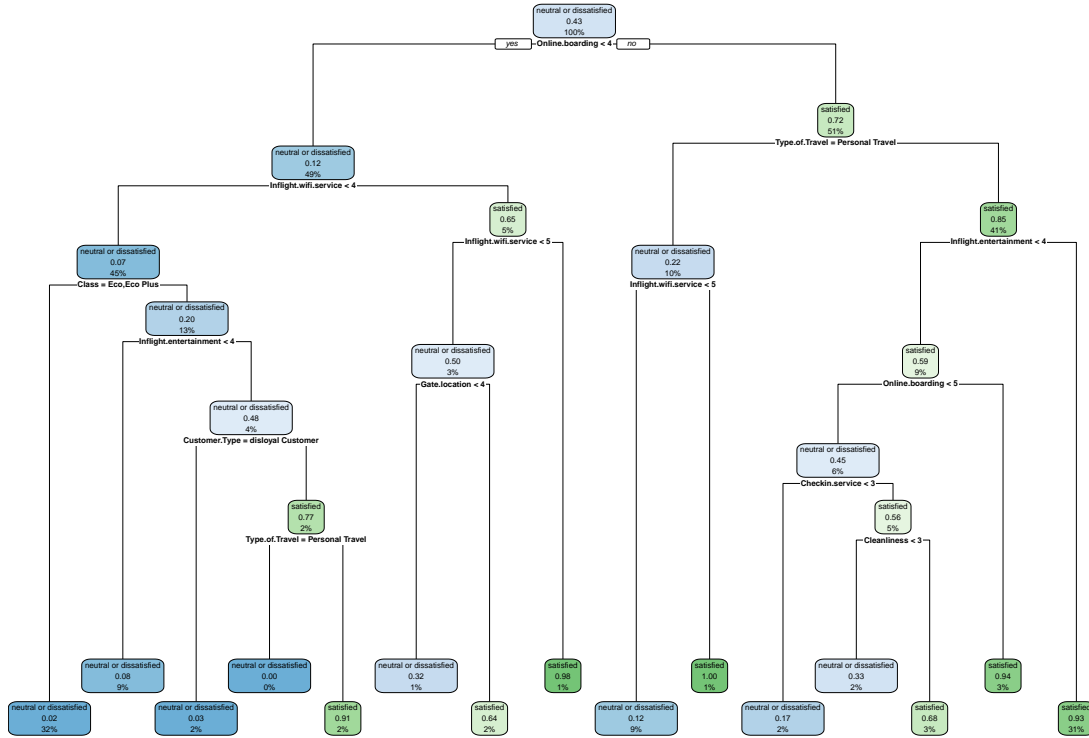 neutral or dissatisfied
0.43
100%
yes
Online.boarding < 4
no
satisfied
0.72
51%
Type.of.Travel = Personal Travel
neutral or dissatisfied
0.12
49%
Inflight.wifi.service < 4
satisfied
0.65
5%
Inflight.wifi.service < 5
satisfied
0.85
41%
Inflight.entertainment < 4
neutral or dissatisfied
0.07
45%
Class = Eco,Eco Plus
neutral or dissatisfied
0.22
10%
Inflight.wifi.service < 5
neutral or dissatisfied
0.20
13%
Inflight.entertainment < 4
neutral or dissatisfied
0.50
3%
Gate.location < 4
satisfied
0.59
9%
Online.boarding < 5
neutral or dissatisfied
0.48
4%
Customer.Type = disloyal Customer
neutral or dissatisfied
0.45
6%
Checkin.service < 3
satisfied
0.77
2%
Type.of.Travel = Personal Travel
satisfied
0.56
5%
Cleanliness < 3
neutral or dissatisfied
0.08
9%
neutral or dissatisfied
0.00
0%
neutral or dissatisfied
0.32
1%
satisfied
0.98
1%
satisfied
1.00
1%
neutral or dissatisfied
0.33
2%
satisfied
0.94
3%
neutral or dissatisfied
0.02
32%
neutral or dissatisfied
0.03
2%
satisfied
0.91
2%
satisfied
0.64
2%
neutral or dissatisfied
0.12
9%
neutral or dissatisfied
0.17
2%
satisfied
0.68
3%
satisfied
0.93
31%